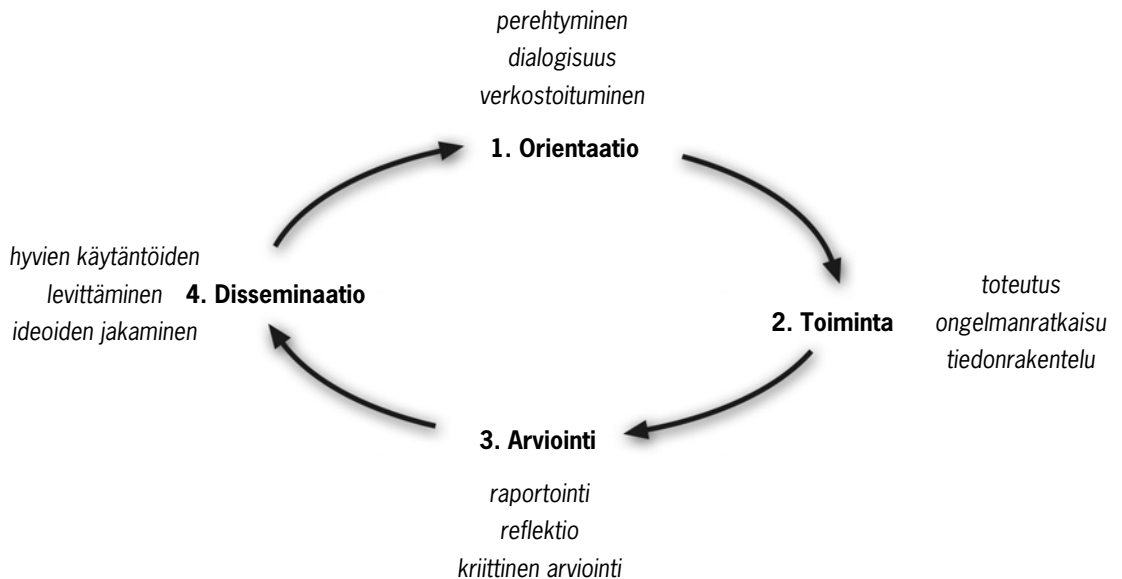 perehtyminen
dialogisuus
verkostoituminen
1. Orientaatio
2. Toiminta
toteutus
ongelmanratkaisu
tiedonrakentelu
3. Arviointi
raportointi
reflektio
kriittinen arviointi
hyvien käytäntöiden
levittäminen
ideoiden jakaminen
4. Disseminaatio